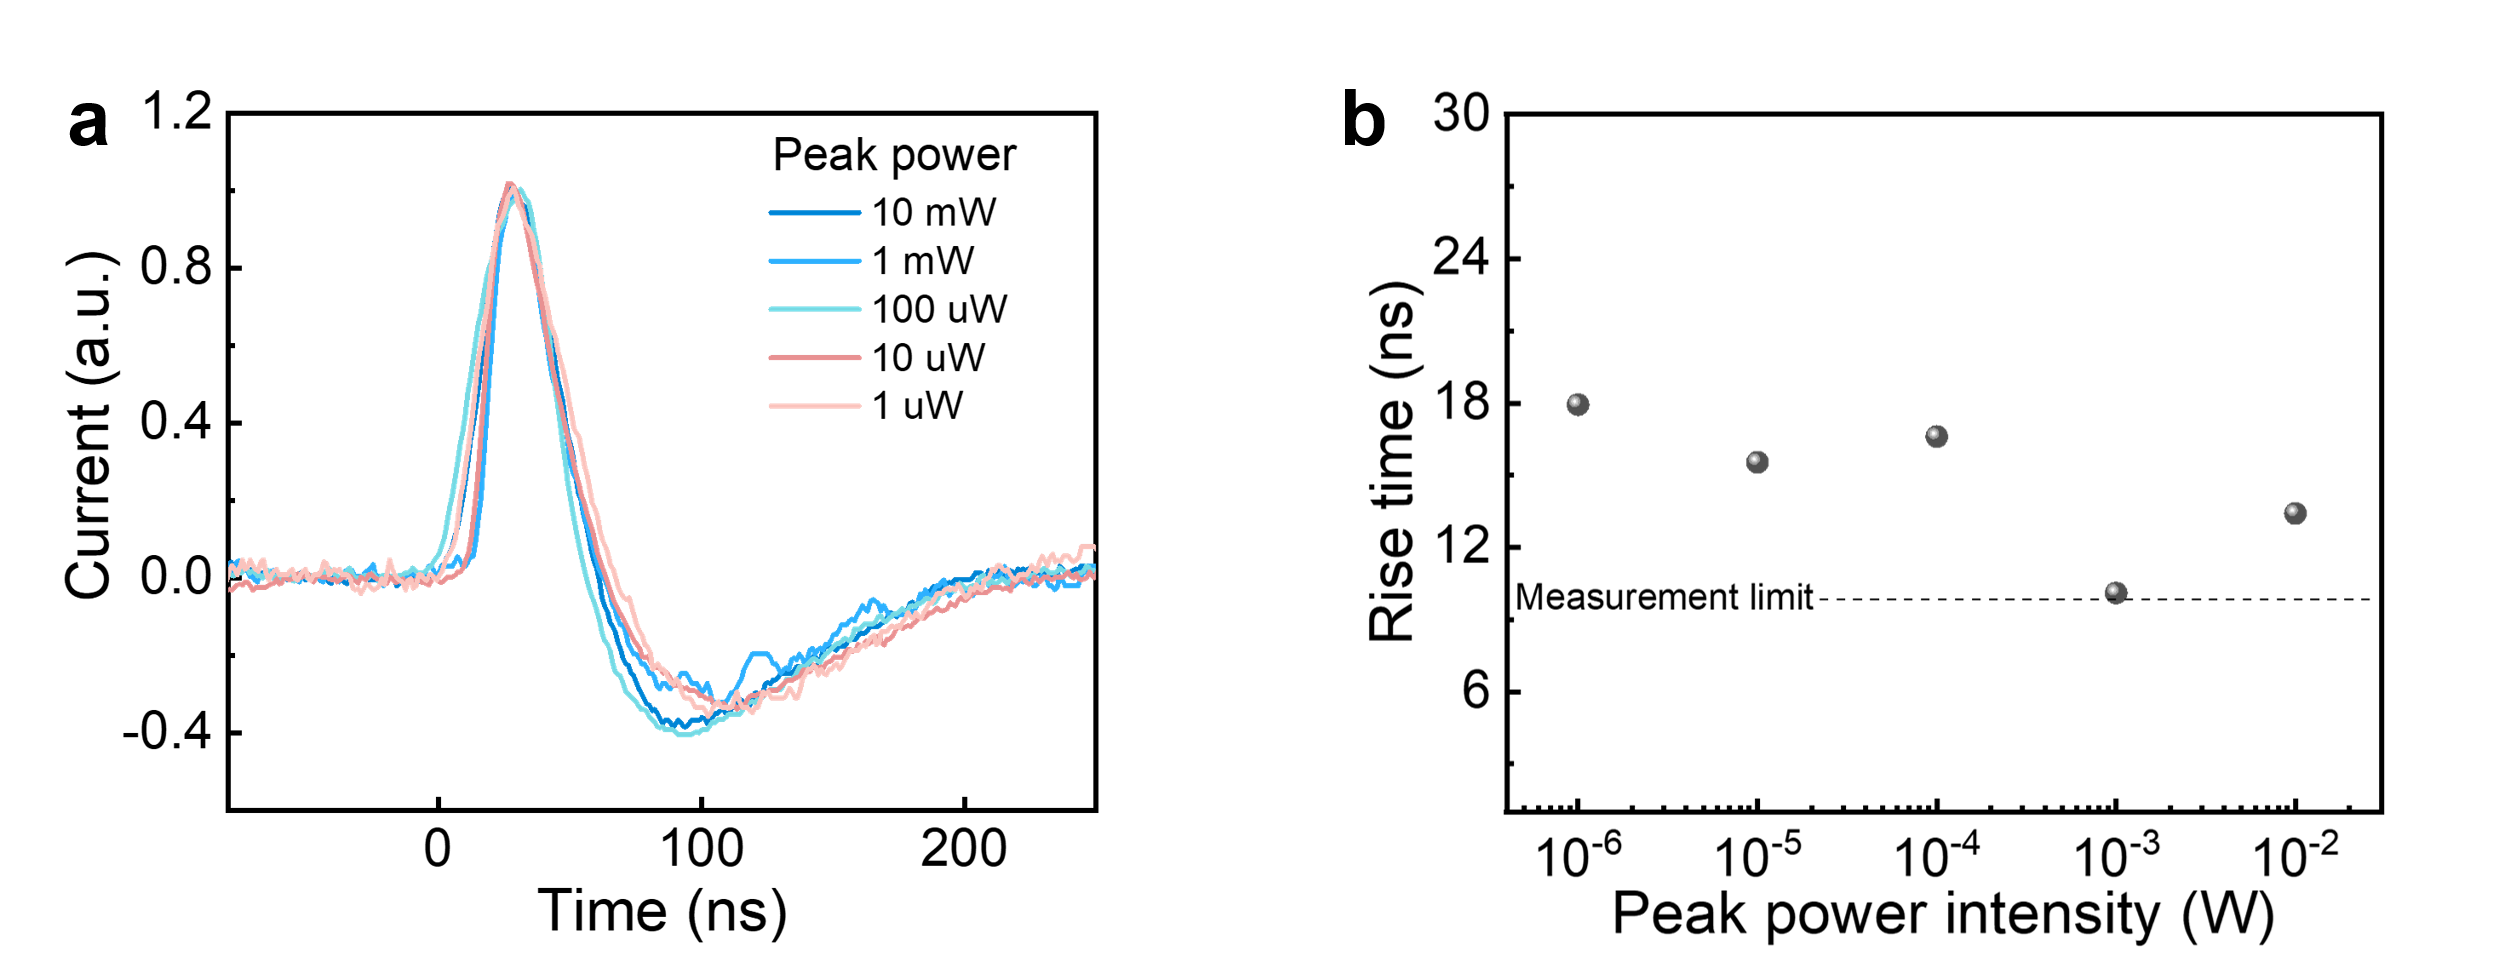 a
1.2
0.8
0.4
0.0
-0.4
Current (a.u.)
Peak power
10 mW
1 mW
100 uW
10 uW
1 uW
0 100 200
Time (ns)
b
30
24
18
12
6
Rise time (ns)
Measurement limit
10-6 10-5 10-4 10-3 10-2
Peak power intensity (W)